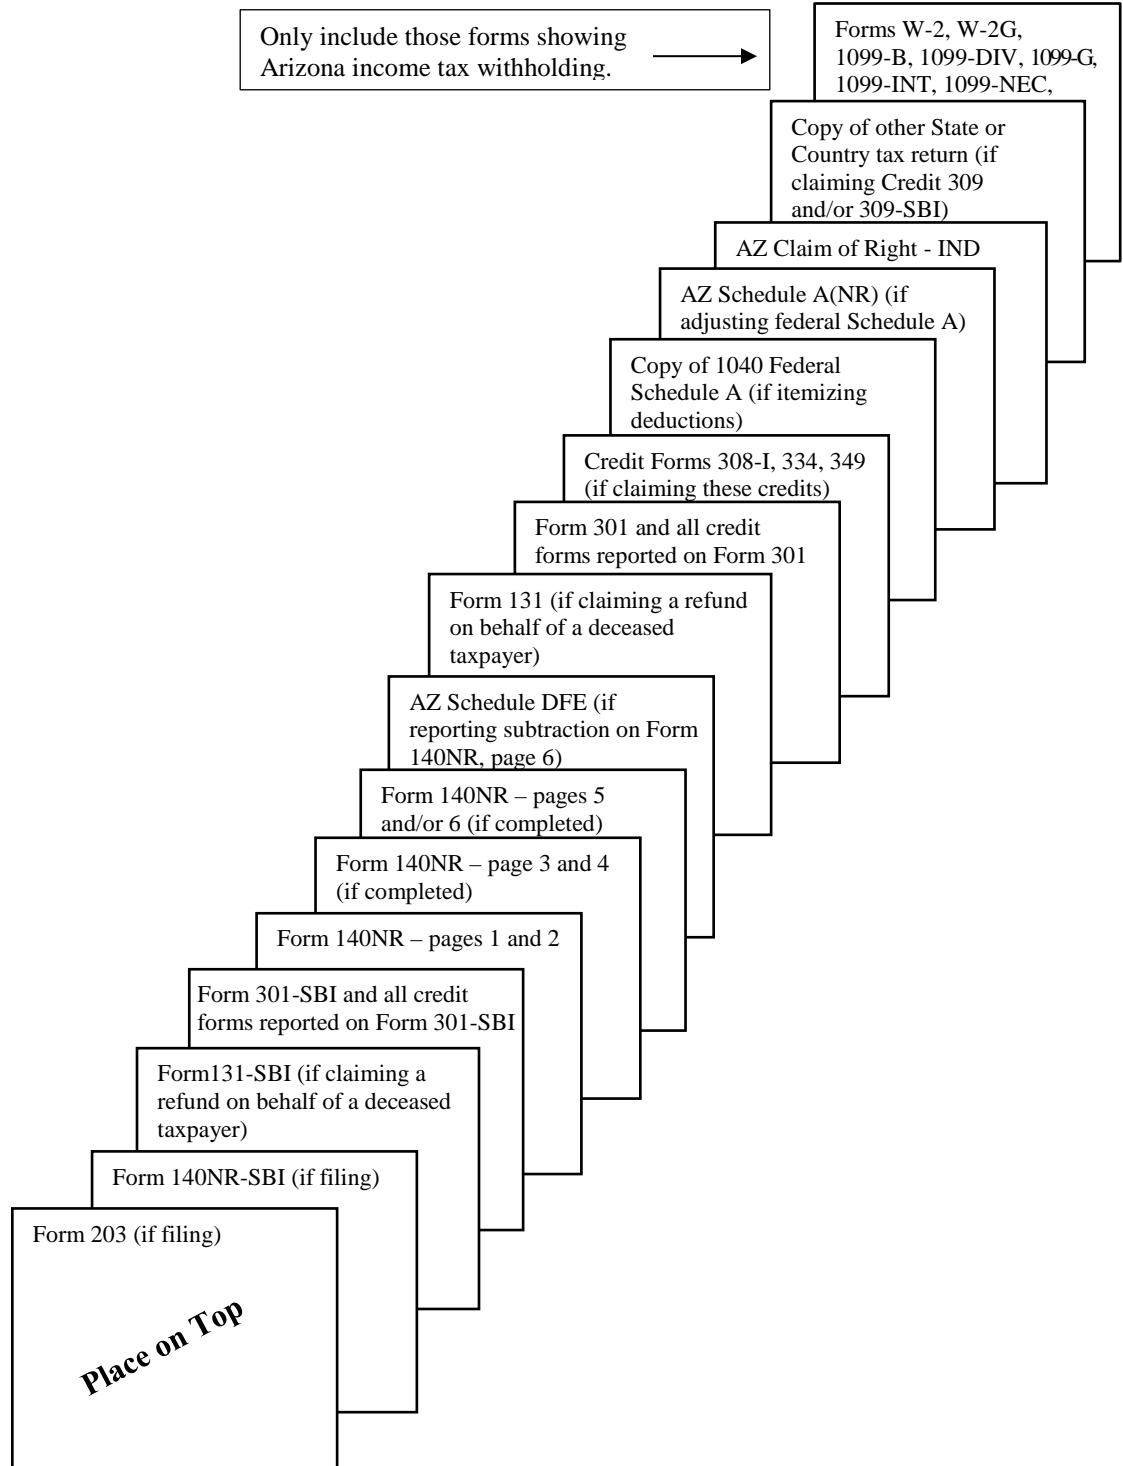 Only include those forms showing
Arizona income tax withholding.
Forms W-2, W-2G,
1099-B, 1099-DIV, 1099-G,
1099-INT, 1099-NEC,
Copy of other State or
Country tax return (if
claiming Credit 309
and/or 309-SBI)
AZ Claim of Right - IND
AZ Schedule A(NR) (if
adjusting federal Schedule A)
Copy of 1040 Federal
Schedule A (if itemizing
deductions)
Credit Forms 308-I, 334, 349
(if claiming these credits)
Form 301 and all credit
forms reported on Form 301
Form 131 (if claiming a refund
on behalf of a deceased
taxpayer)
AZ Schedule DFE (if
reporting subtraction on Form
140NR, page 6)
Form 140NR – pages 5
and/or 6 (if completed)
Form 140NR – page 3 and 4
(if completed)
Form 140NR – pages 1 and 2
Form 301-SBI and all credit
forms reported on Form 301-SBI
Form131-SBI (if claiming a
refund on behalf of a deceased
taxpayer)
Form 140NR-SBI (if filing)
Form 203 (if filing)
Place on Top